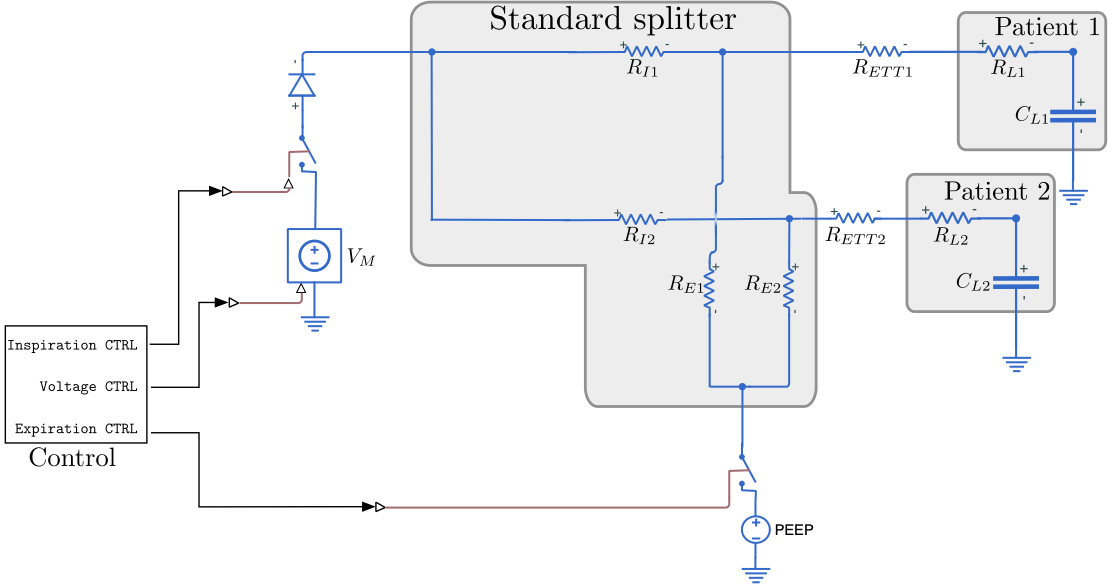 Standard splitter
Patient 1
R_{I1}
R_{ETT1}
R_{L1}
C_{L1}
Patient 2
R_{I2}
R_{ETT2}
R_{L2}
V_M
R_{E1}
R_{E2}
C_{L2}
Inspiration CTRL
Voltage CTRL
Expiration CTRL
Control
PEEP